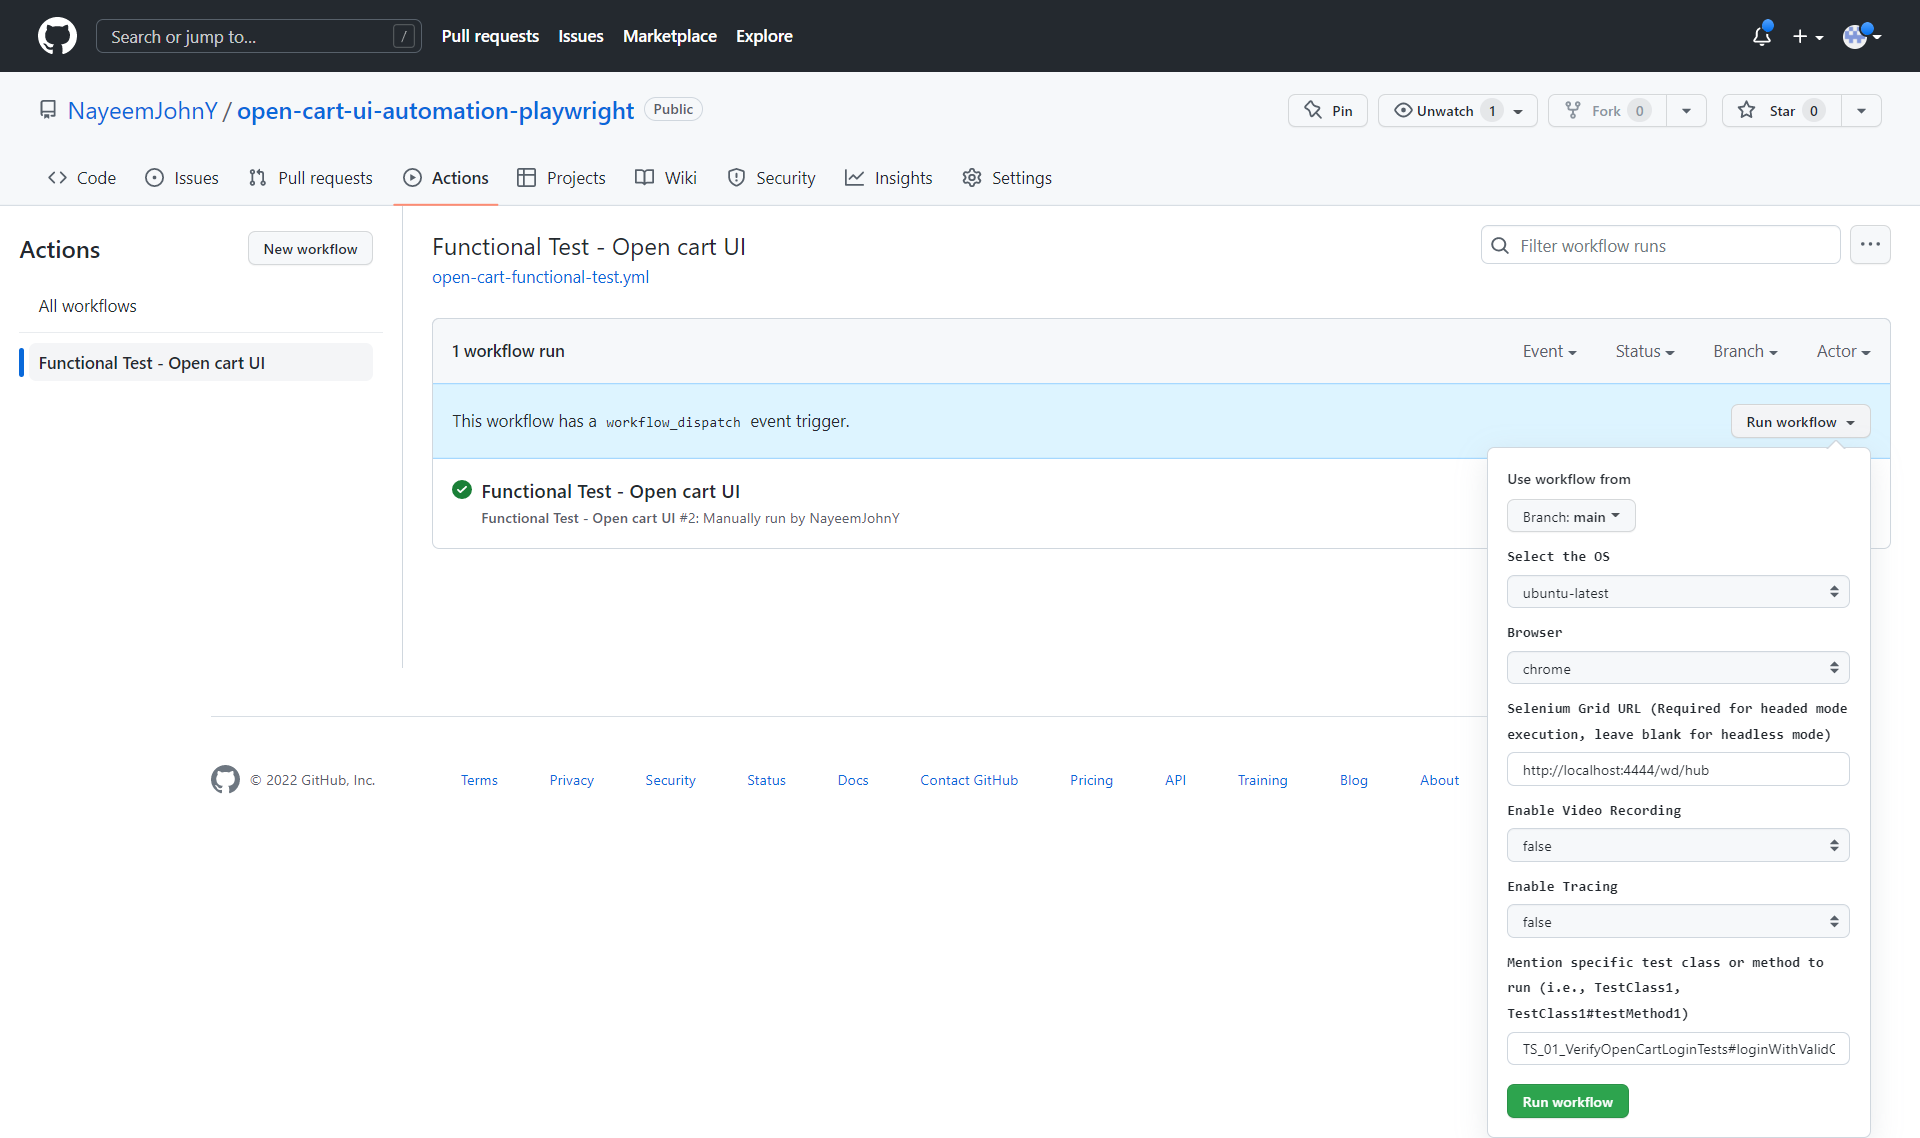 Search or jump to... /
Pull requests Issues Marketplace Explore
NayeemJohnY / open-cart-ui-automation-playwright Public
Pin Unwatch 1 Fork 0 Star 0
Code Issues Pull requests Actions Projects Wiki Security Insights Settings
Actions
New workflow
All workflows
Functional Test - Open cart UI
Functional Test - Open cart UI
open-cart-functional-test.yml
Filter workflow runs
1 workflow run
Event Status Branch Actor
This workflow has a workflow_dispatch event trigger.
Run workflow
Functional Test - Open cart UI
Functional Test - Open cart UI #2: Manually run by NayeemJohnY
Use workflow from
Branch: main
Select the OS
ubuntu-latest
Browser
chrome
Selenium Grid URL (Required for headed mode
execution, leave blank for headless mode)
http://localhost:4444/wd/hub
Enable Video Recording
false
Enable Tracing
false
Mention specific test class or method to
run (i.e., TestClass1,
TestClass1#testMethod1)
TS_01_VerifyOpenCartLoginTests#loginWithValidC
Run workflow
© 2022 GitHub, Inc.
Terms Privacy Security Status Docs Contact GitHub Pricing API Training Blog About